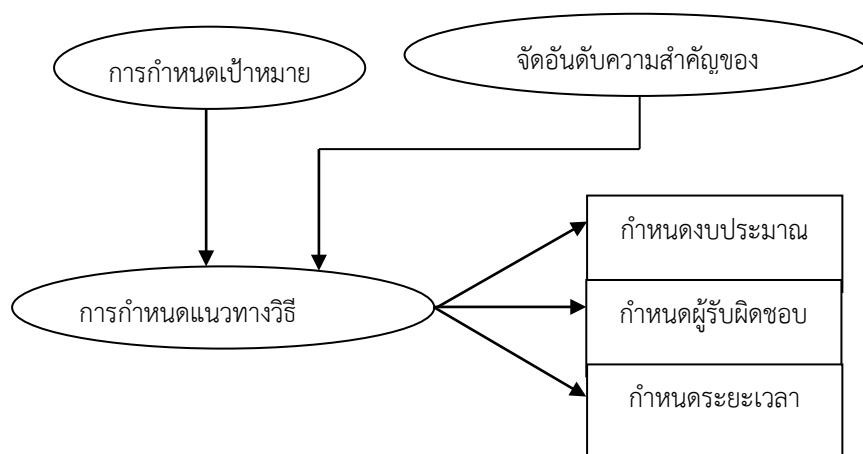 การกำหนดเป้าหมาย
จัดอันดับความสำคัญของ
กำหนดงบประมาณ
การกำหนดแนวทางวิธี
กำหนดผู้รับผิดชอบ
กำหนดระยะเวลา